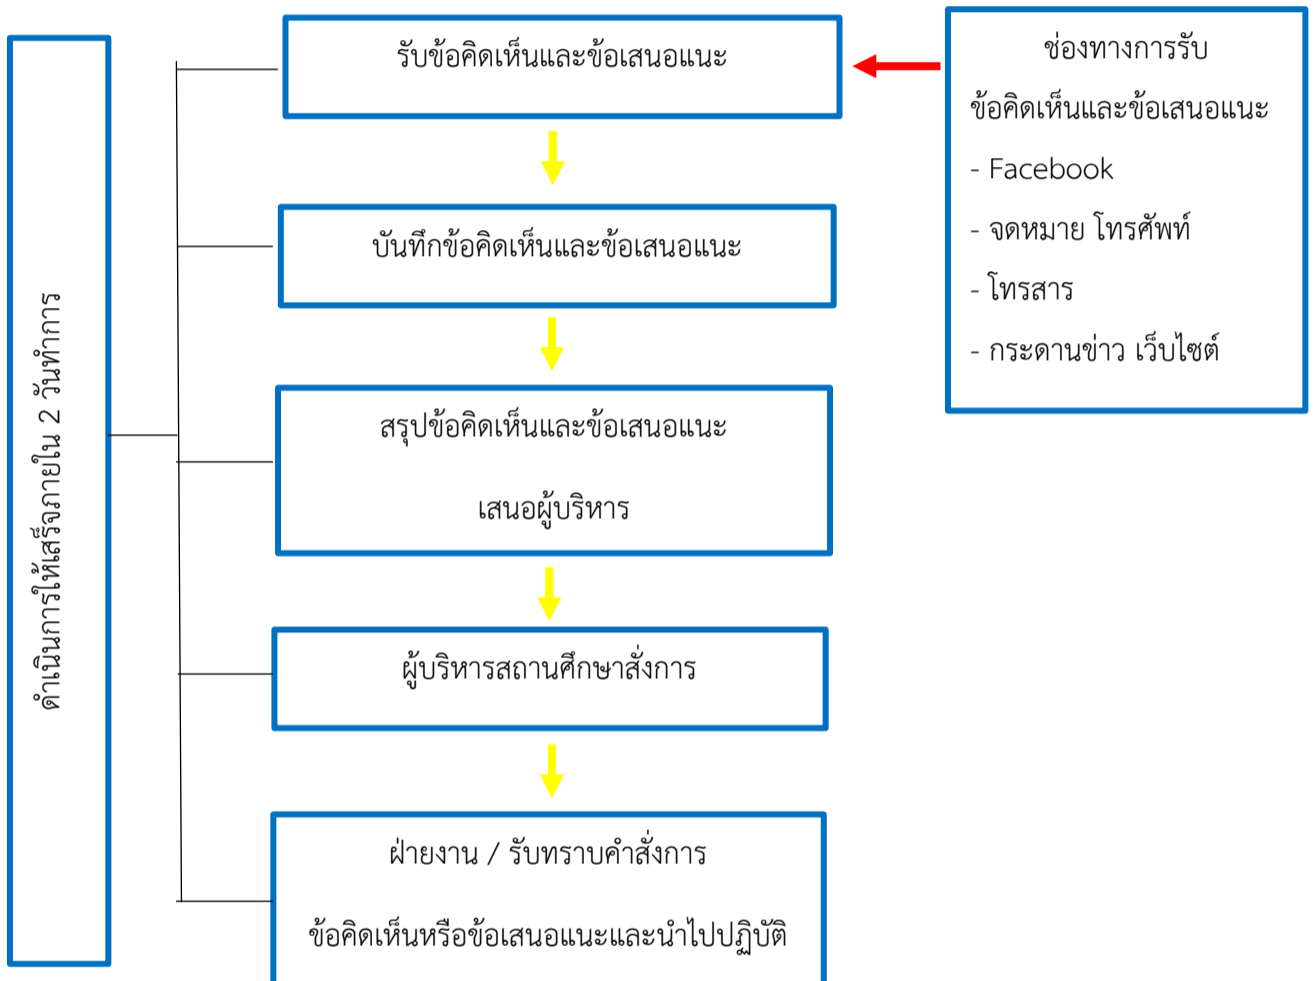 ดำเนินการให้เสร็จภายใน 2 วันทำการ
รับข้อคิดเห็นและข้อเสนอแนะ
บันทึกข้อคิดเห็นและข้อเสนอแนะ
สรุปข้อคิดเห็นและข้อเสนอแนะ
เสนอผู้บริหาร
ผู้บริหารสถานศึกษาสั่งการ
ฝ่ายงาน / รับทราบคำสั่งการ
ข้อคิดเห็นหรือข้อเสนอแนะและนำไปปฏิบัติ
ช่องทางการรับ
ข้อคิดเห็นและข้อเสนอแนะ
- Facebook
- จดหมาย โทรศัพท์
- โทรสาร
- กระดานข่าว เว็บไซต์